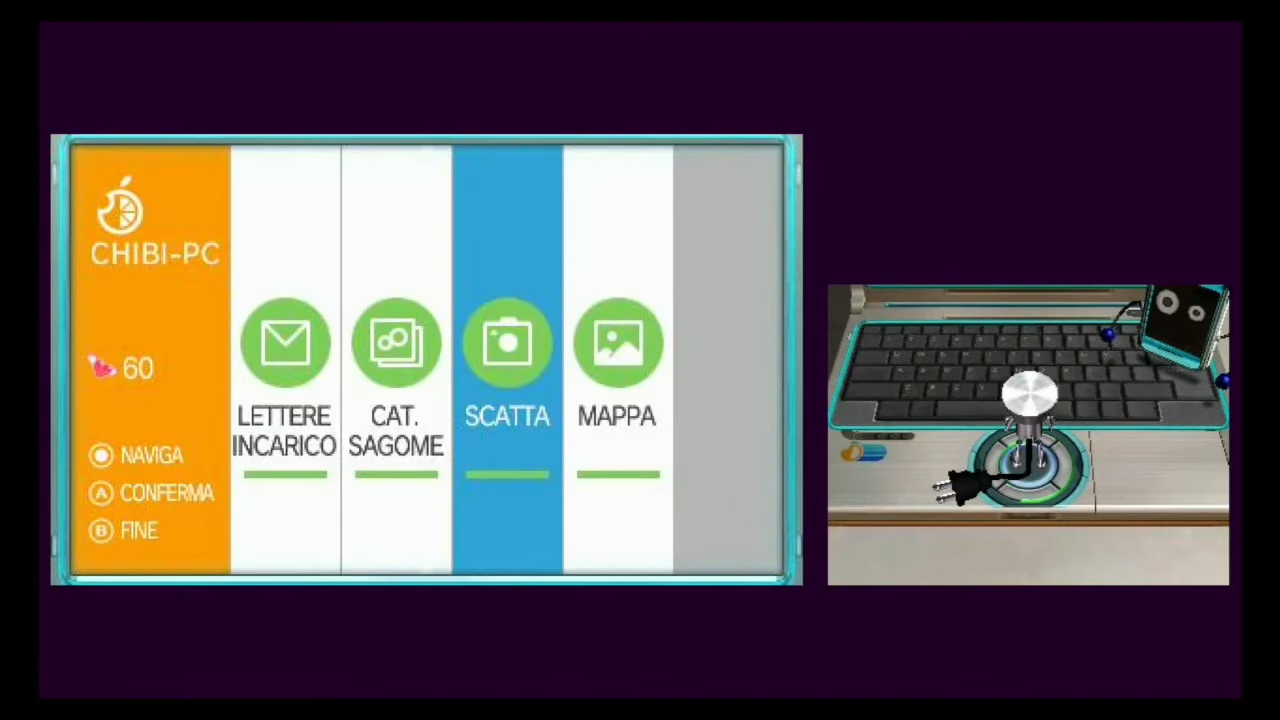 CHIBI-PC
60
NAVIGA
A CONFERMA
B FINE
LETTERE
INCARICO
CAT.
SAGOME
SCATTA
MAPPA